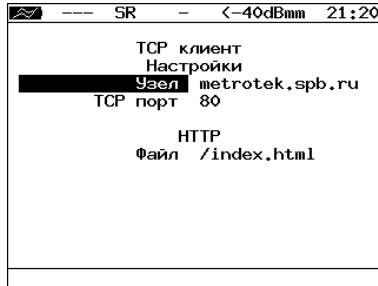 --- SR - <-40dBmm 21:20
TCP клиент
Настройки
Узел metrotek.spb.ru
TCP порт 80
HTTP
Файл /index.html